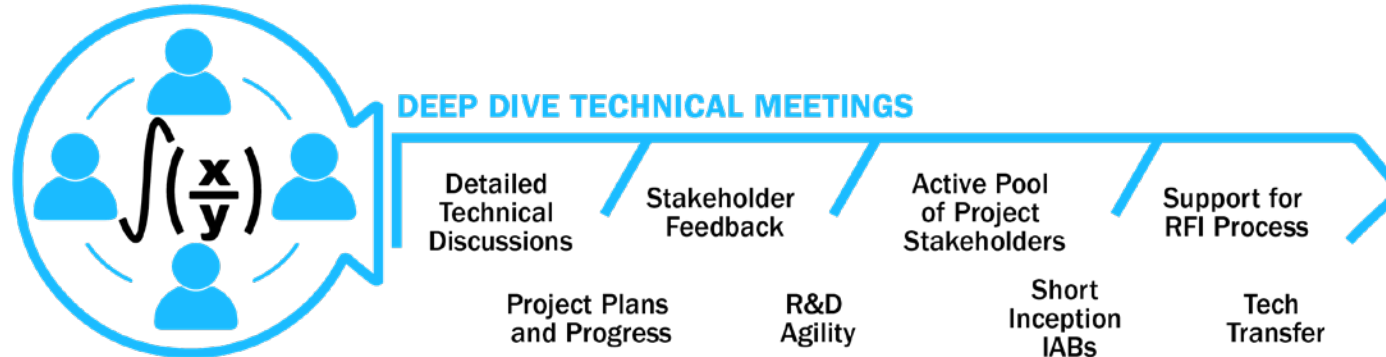 DEEP DIVE TECHNICAL MEETINGS
∫(x/y)
Detailed
Technical
Discussions
Stakeholder
Feedback
Active Pool
of Project
Stakeholders
Support for
RFI Process
Project Plans
and Progress
R&D
Agility
Short
Inception
IABs
Tech
Transfer